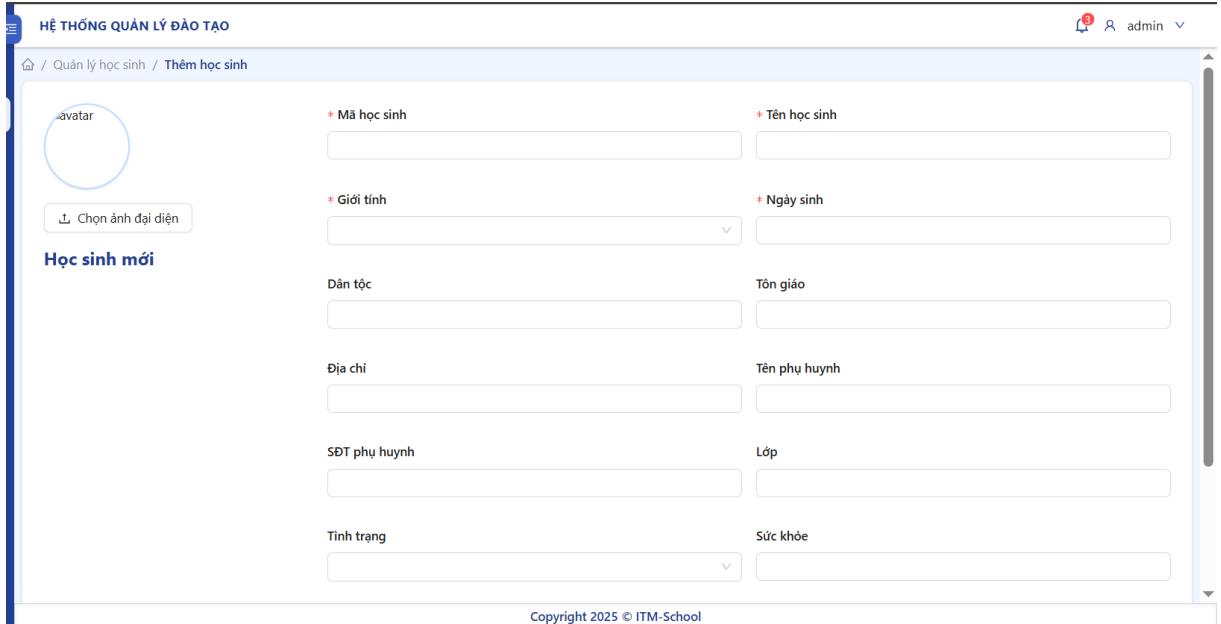 HỆ THỐNG QUẢN LÝ ĐÀO TẠO
3 admin
/ Quản lý học sinh / Thêm học sinh
avatar
Chọn ảnh đại diện
Học sinh mới
* Mã học sinh * Tên học sinh
* Giới tính * Ngày sinh
Dân tộc Tôn giáo
Địa chỉ Tên phụ huynh
SĐT phụ huynh Lớp
Tình trạng Sức khỏe
Copyright 2025 © ITM-School